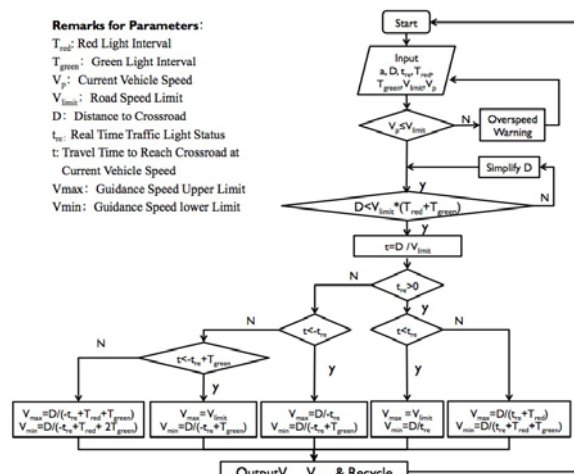 Remarks for Parameters:
T_red: Red Light Interval
T_green: Green Light Interval
V_p: Current Vehicle Speed
V_limit: Road Speed Limit
D: Distance to Crossroad
t_re: Real Time Traffic Light Status
t: Travel Time to Reach Crossroad at
Current Vehicle Speed
Vmax: Guidance Speed Upper Limit
Vmin: Guidance Speed lower Limit
Start
Input
a, D, t_re, T_red,
T_green, V_limit, V_p
V_p≤V_limit
N
Overspeed
Warning
Simplify D
y
N
D<V_limit*(T_red+T_green)
y
t=D /V_limit
N
t_re>0
y
N
t<-t_re
t<t_re
N
N
t<-t_re+T_green
y
y
y
V_max=D/(-t_re+T_red+T_green)
V_min=D/(-t_re+T_red+ 2T_green)
V_max=V_limit
V_min=D/(-t_re+T_green)
V_max=D/-t_re
V_min=D/(-t_re+T_green)
V_max =V_limit
V_min=D/t_re
V_max=D/(t_re+T_red)
V_min=D/(t_re+T_red+T_green)
& Recycle